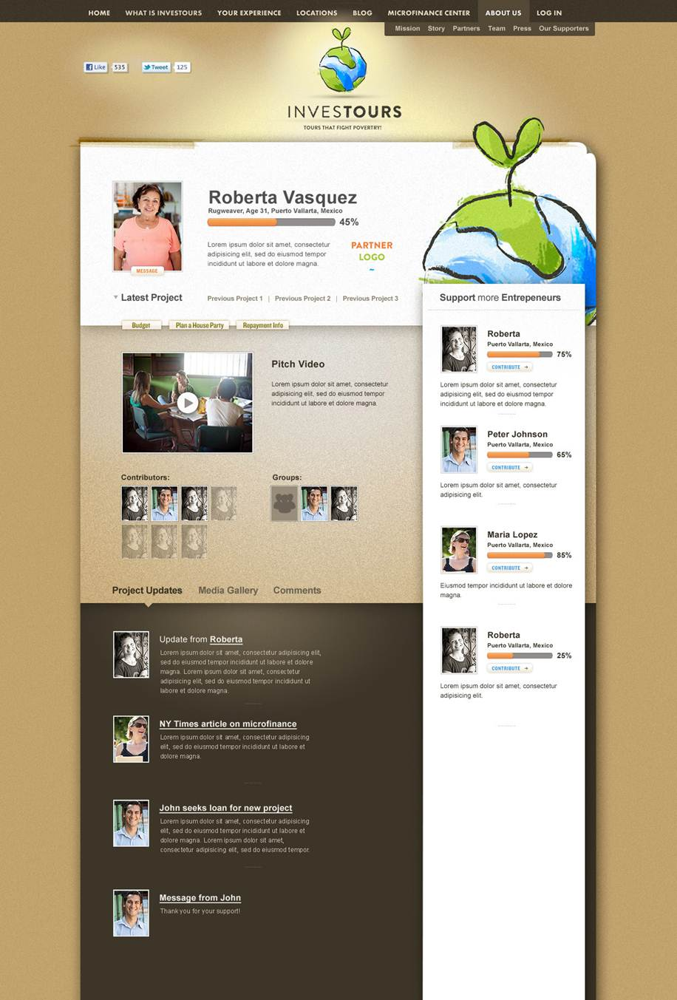 HOME WHAT IS INVESTOURS YOUR EXPERIENCE LOCATIONS BLOG MICROFINANCE CENTER ABOUT US LOG IN
Mission Story Partners Team Press Our Supporters
Like 535 Tweet 125
INVESTOURS
TOURS THAT FIGHT POVERTRY!
Roberta Vasquez
Rugweaver, Age 31, Puerto Vallarta, Mexico
45%
Lorem ipsum dolor sit amet, consectetur
adipisicing elit, sed do eiusmod tempor
incididunt ut labore et dolore magna.
PARTNER
LOGO
~
MESSAGE
Latest Project
Previous Project 1 | Previous Project 2 | Previous Project 3
Budget Plan a House Party Repayment Info
Pitch Video
Lorem ipsum dolor sit amet, consectetur
adipisicing elit, sed do eiusmod tempor
incididunt ut labore et dolore magna.
Contributors:
Groups:
Project Updates Media Gallery Comments
Update from Roberta
Lorem ipsum dolor sit amet, consectetur adipisicing elit,
sed do eiusmod tempor incididunt ut labore et dolore
magna. Lorem ipsum dolor sit amet, consectetur
adipisicing elit, sed do eiusmod tempor incididunt ut
labore et dolore magna.
NY Times article on microfinance
Lorem ipsum dolor sit amet, consectetur adipisicing
elit, sed do eiusmod tempor incididunt ut labore et
dolore magna.
John seeks loan for new project
Lorem ipsum dolor sit amet, consectetur adipisicing
elit, sed do eiusmod tempor incididunt ut labore et
dolore magna. Lorem ipsum dolor sit amet,
consectetur adipisicing elit, sed do eiusmod tempor.
Message from John
Thank you for your support!
Support more Entrepeneurs
Roberta
Puerto Vallarta, Mexico
75%
CONTRIBUTE →
Lorem ipsum dolor sit amet, consectetur
adipisicing elit, sed do eiusmod tempor
incididunt ut labore et dolore magna.
Peter Johnson
Puerto Vallarta, Mexico
65%
CONTRIBUTE →
Lorem ipsum dolor sit amet, consectetur
adipisicing elit.
Maria Lopez
Puerto Vallarta, Mexico
85%
CONTRIBUTE →
Eiusmod tempor incididunt ut labore et dolore
magna.
Roberta
Puerto Vallarta, Mexico
25%
CONTRIBUTE →
Lorem ipsum dolor sit amet, consectetur
adipisicing elit.